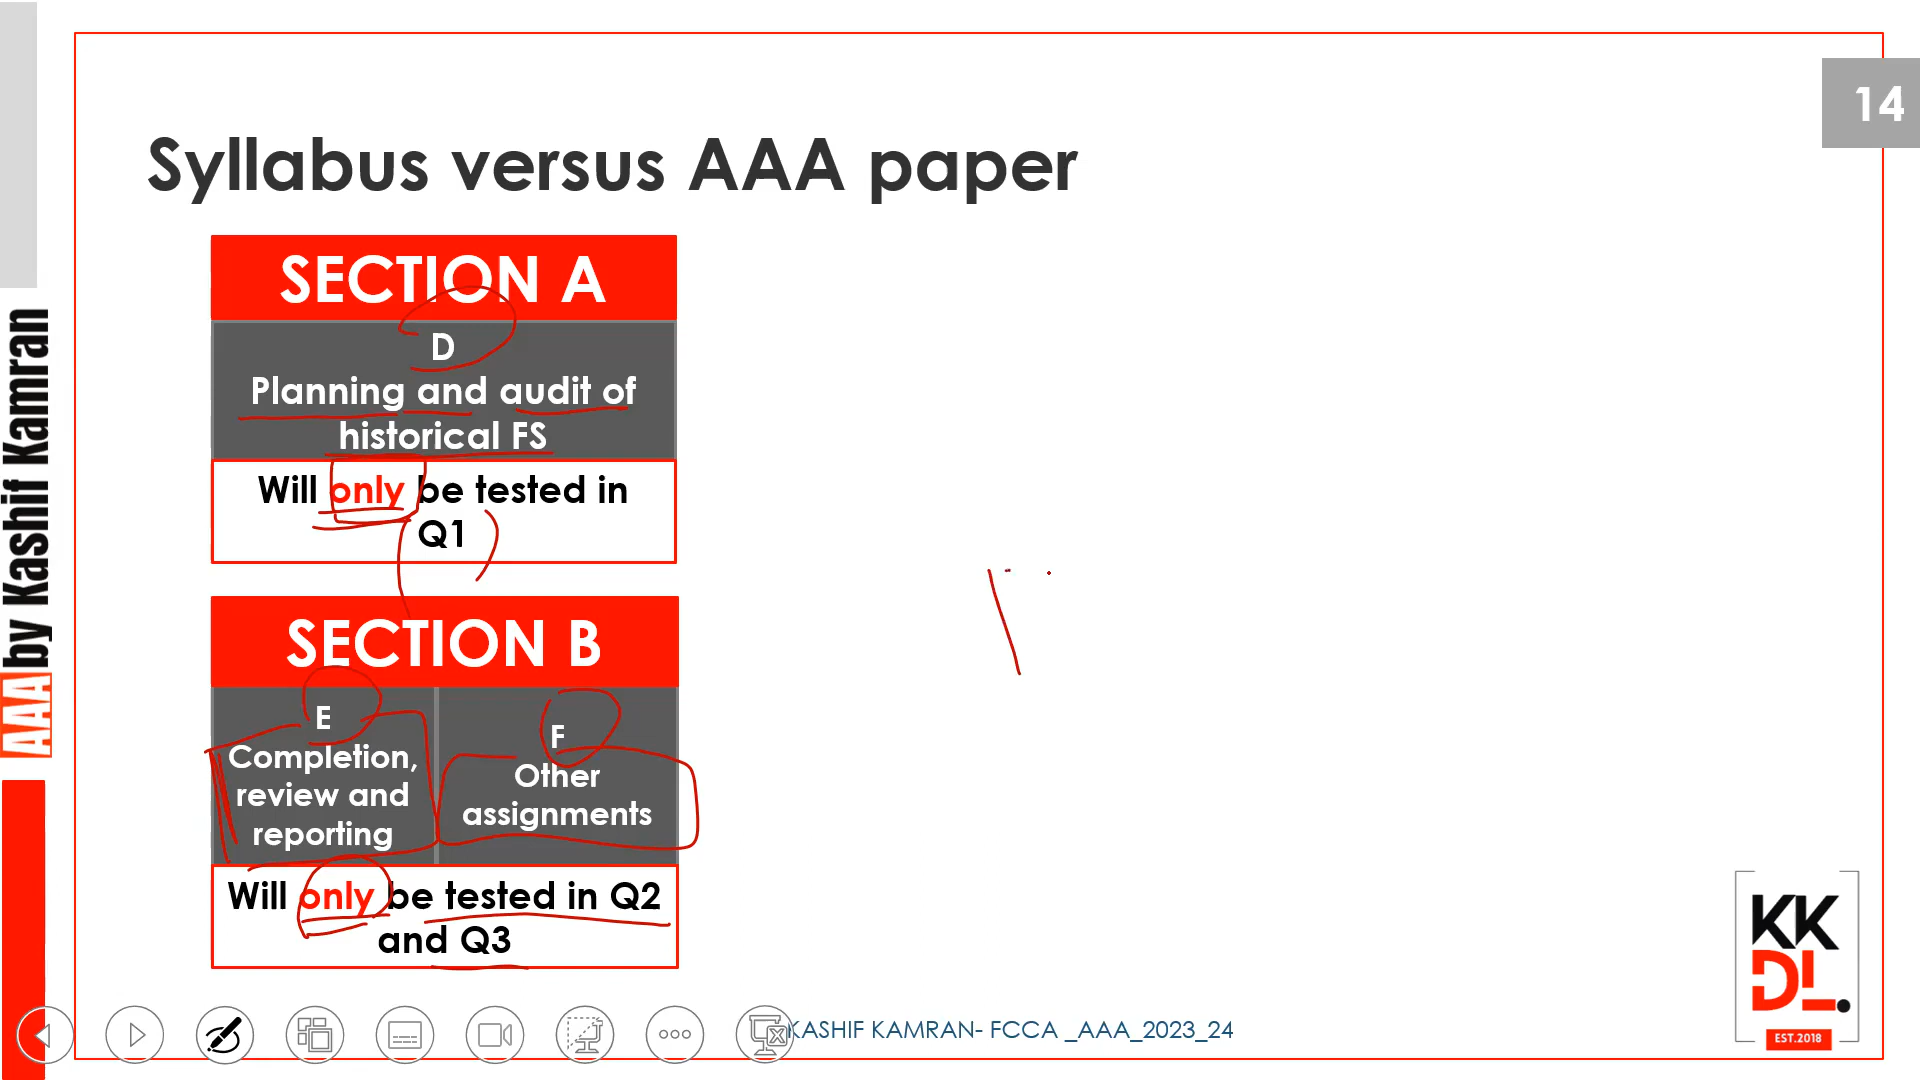 14
Syllabus versus AAA paper
SECTION A
D
Planning and audit of
historical FS
Will only be tested in
Q1
SECTION B
E
Completion,
review and
reporting
F
Other
assignments
Will only be tested in Q2
and Q3
AAA by Kashif Kamran
KASHIF KAMRAN- FCCA _AAA_2023_24
KK
DL.
EST.2018